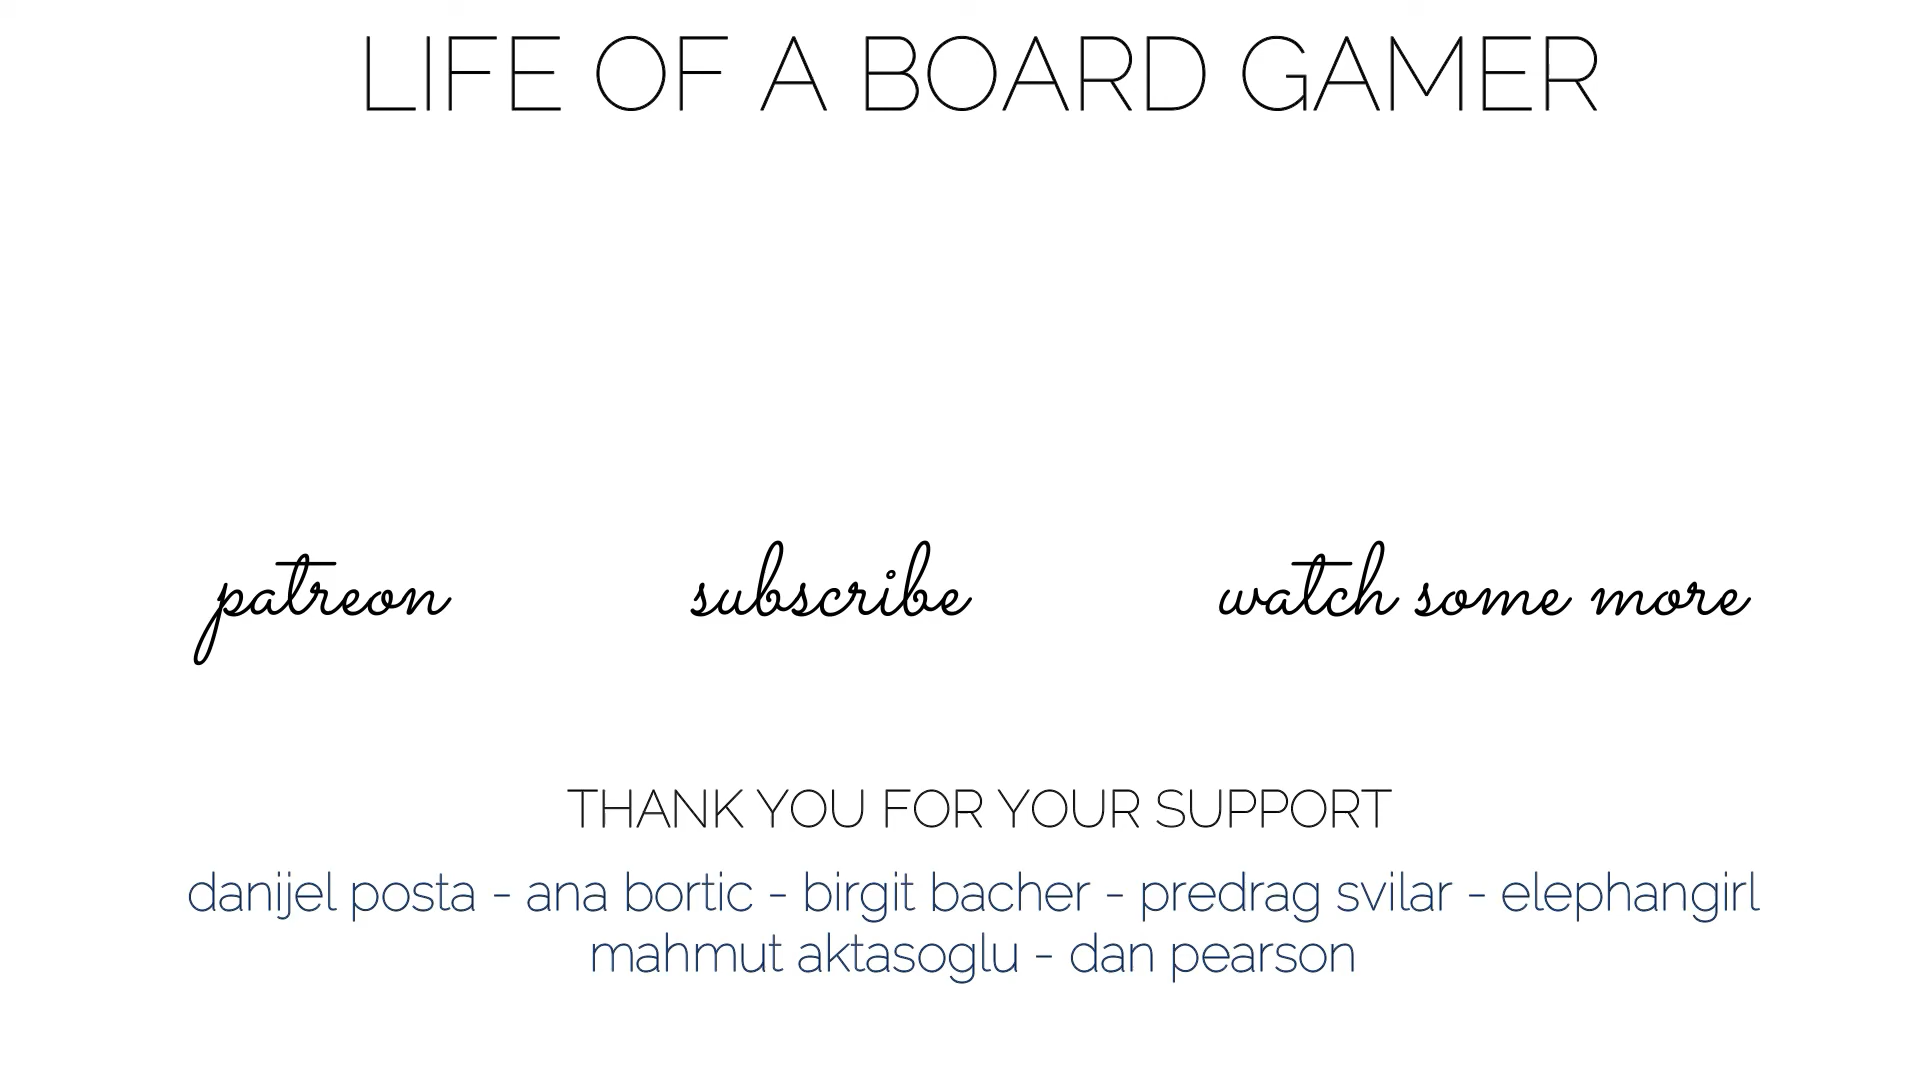 LIFE OF A BOARD GAMER
patreon subscribe watch some more
THANK YOU FOR YOUR SUPPORT
danijel posta - ana bortic - birgit bacher - predrag svilar - elephangirl
mahmut aktasoglu - dan pearson